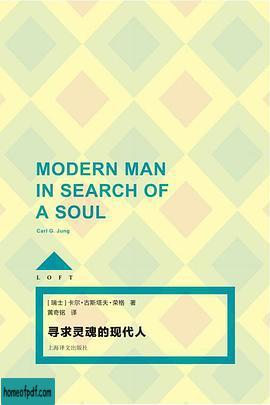 MODERN MAN
IN SEARCH OF
A SOUL
Carl G. Jung
LOFT
[瑞士]卡尔·古斯塔夫·荣格 著
黄奇铭 译
寻求灵魂的现代人
上海译文出版社
homeofpdf.com